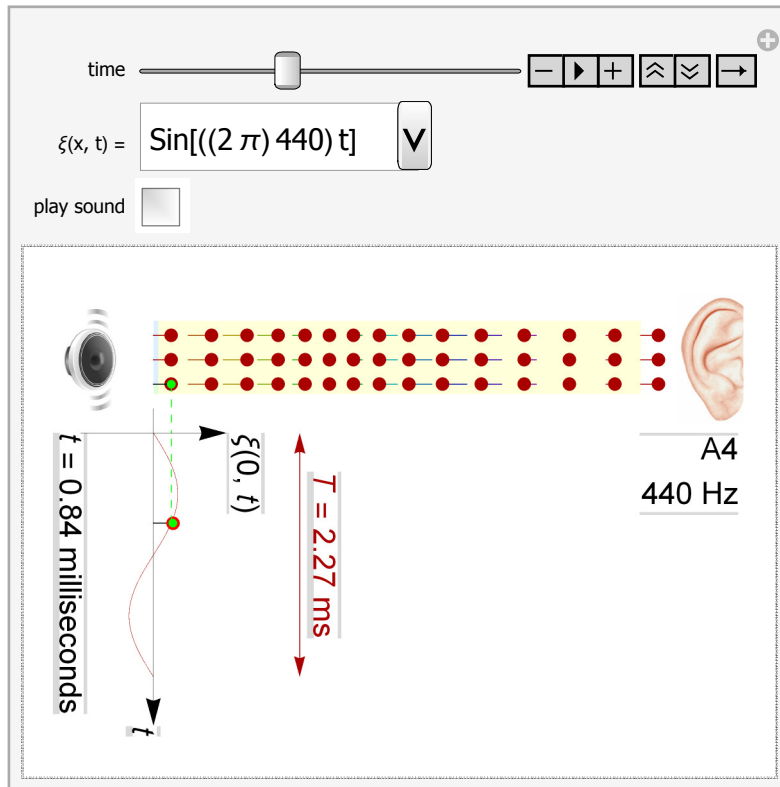 time
ξ(x, t) = Sin[((2 π) 440) t]
play sound
A4
440 Hz
ξ(0, t)
T = 2.27 ms
t = 0.84 milliseconds
t